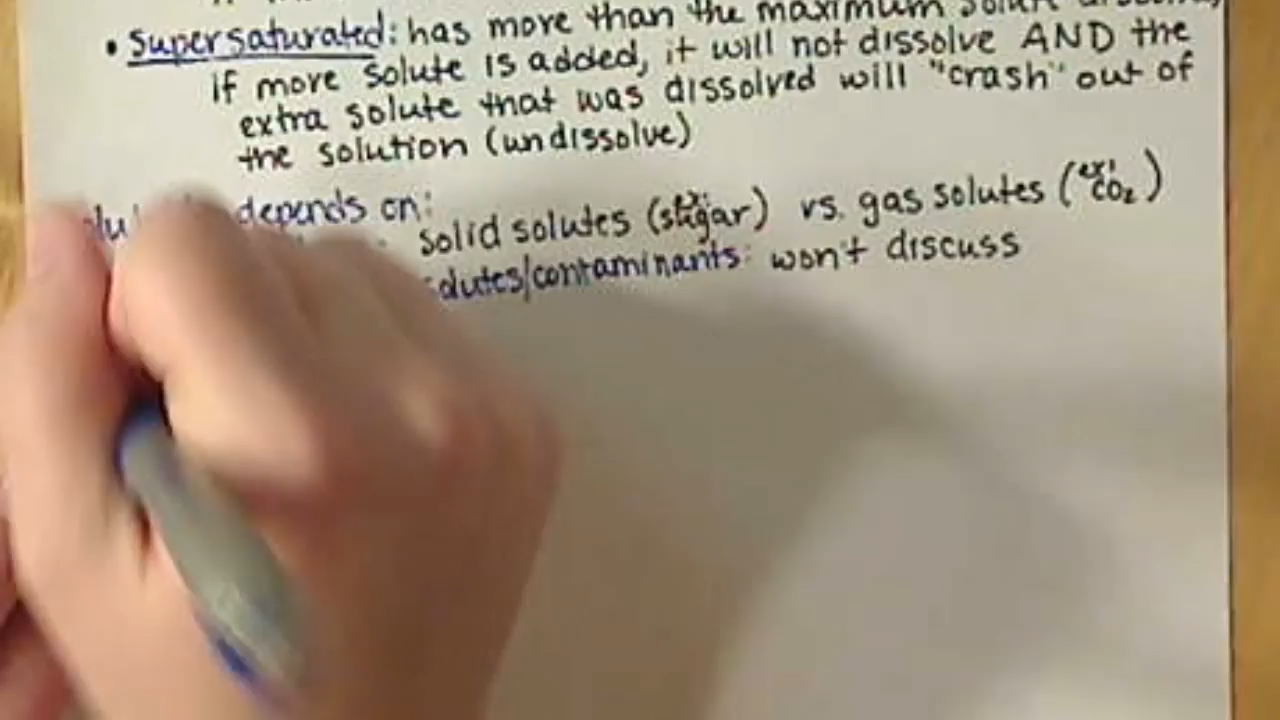 • Supersaturated: has more than the maximum
if more solute is added, it will not dissolve AND the
extra solute that was dissolved will "crash" out of
the solution (undissolve)
depends on:
solid solutes (ex: sugar) vs. gas solutes (ex: CO₂)
solutes/contaminants: won't discuss